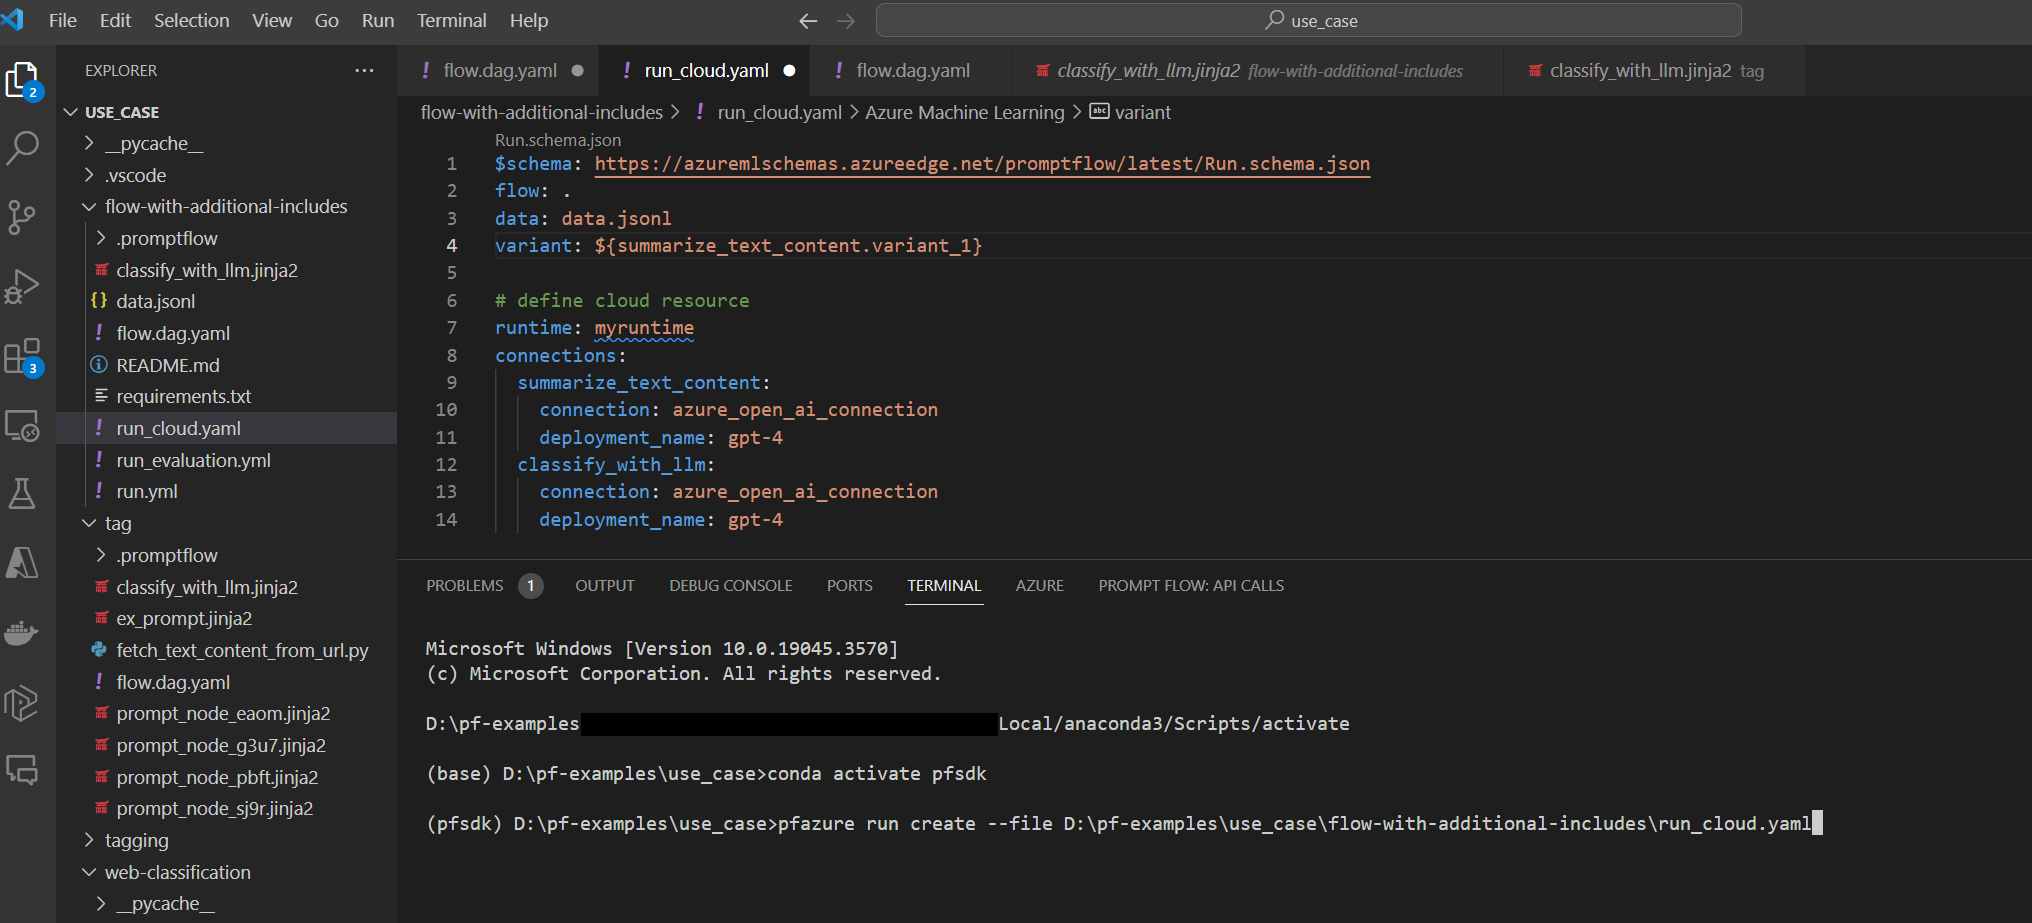 File Edit Selection View Go Run Terminal Help
use_case
EXPLORER
2
3
USE_CASE
__pycache__
.vscode
flow-with-additional-includes
.promptflow
classify_with_llm.jinja2
{} data.jsonl
! flow.dag.yaml
README.md
requirements.txt
! run_cloud.yaml
! run_evaluation.yml
! run.yml
tag
.promptflow
classify_with_llm.jinja2
ex_prompt.jinja2
fetch_text_content_from_url.py
! flow.dag.yaml
prompt_node_eaom.jinja2
prompt_node_g3u7.jinja2
prompt_node_pbft.jinja2
prompt_node_sj9r.jinja2
tagging
web-classification
__pycache__
! flow.dag.yaml ! run_cloud.yaml ! flow.dag.yaml classify_with_llm.jinja2 flow-with-additional-includes classify_with_llm.jinja2 tag
flow-with-additional-includes > ! run_cloud.yaml > Azure Machine Learning > abc variant
Run.schema.json
1 $schema: https://azuremlschemas.azureedge.net/promptflow/latest/Run.schema.json
2 flow: .
3 data: data.jsonl
4 variant: ${summarize_text_content.variant_1}
5
6 # define cloud resource
7 runtime: myruntime
8 connections:
9 summarize_text_content:
10 connection: azure_open_ai_connection
11 deployment_name: gpt-4
12 classify_with_llm:
13 connection: azure_open_ai_connection
14 deployment_name: gpt-4
PROBLEMS 1 OUTPUT DEBUG CONSOLE PORTS TERMINAL AZURE PROMPT FLOW: API CALLS
Microsoft Windows [Version 10.0.19045.3570]
(c) Microsoft Corporation. All rights reserved.
D:\pf-examples Local/anaconda3/Scripts/activate
(base) D:\pf-examples\use_case>conda activate pfsdk
(pfsdk) D:\pf-examples\use_case>pfazure run create --file D:\pf-examples\use_case\flow-with-additional-includes\run_cloud.yaml